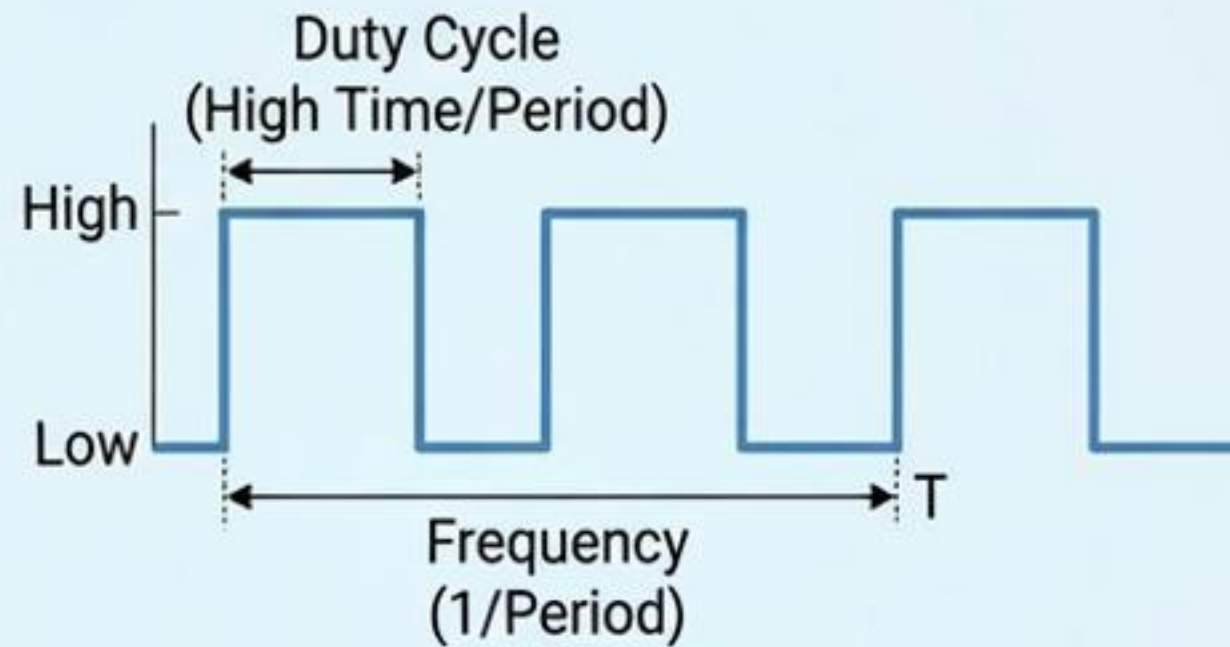 Duty Cycle
(High Time/Period)
High
Low
T
Frequency
(1/Period)